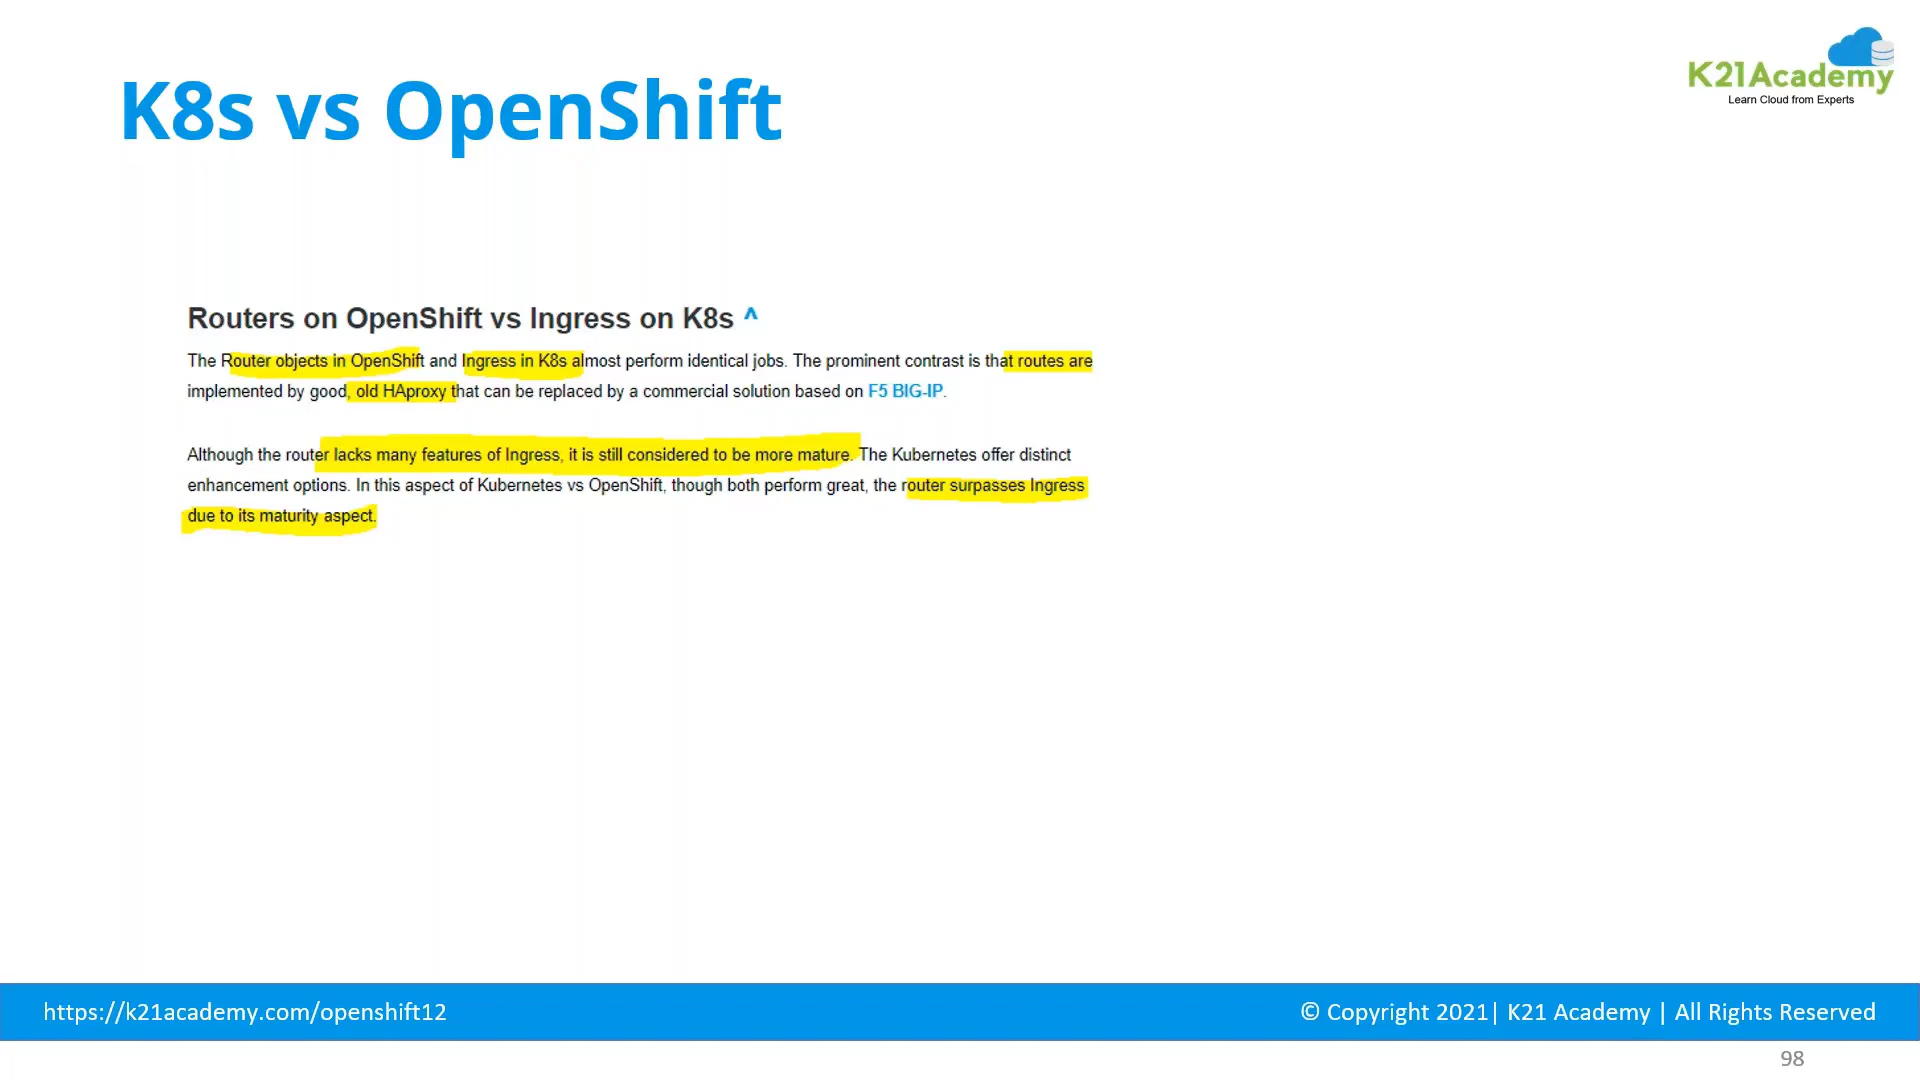 K8s vs OpenShift
K21Academy
Learn Cloud from Experts
Routers on OpenShift vs Ingress on K8s ^
The Router objects in OpenShift and Ingress in K8s almost perform identical jobs. The prominent contrast is that routes are
implemented by good, old HAproxy that can be replaced by a commercial solution based on F5 BIG-IP.
Although the router lacks many features of Ingress, it is still considered to be more mature. The Kubernetes offer distinct
enhancement options. In this aspect of Kubernetes vs OpenShift, though both perform great, the router surpasses Ingress
due to its maturity aspect.
https://k21academy.com/openshift12
© Copyright 2021| K21 Academy | All Rights Reserved
98